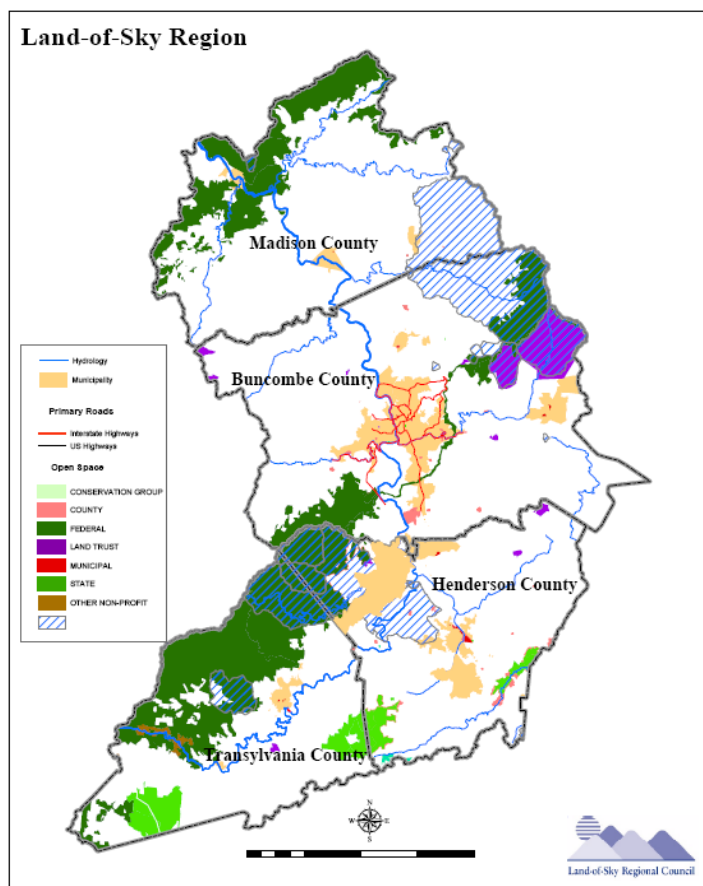 Land-of-Sky Region
Madison County
Buncombe County
Henderson County
Transylvania County
Hydrology
Municipality
Primary Roads
Interstate Highways
US Highways
Open Space
CONSERVATION GROUP
COUNTY
FEDERAL
LAND TRUST
MUNICIPAL
STATE
OTHER NON-PROFIT
N
W E
S
Land-of-Sky Regional Council